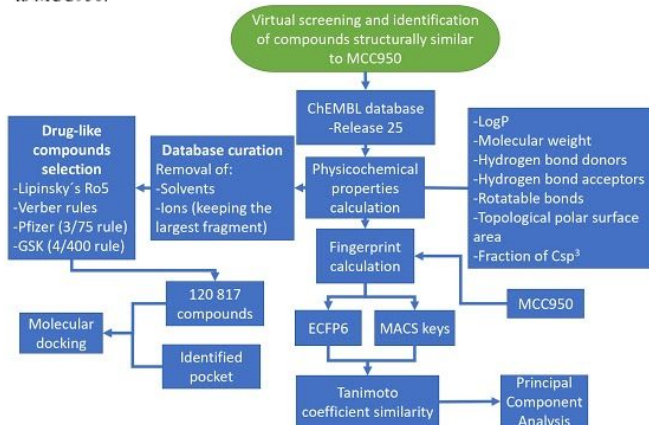 is MCC950.
Virtual screening and identification
of compounds structurally similar
to MCC950
ChEMBL database
-Release 25
Drug-like
compounds
selection
-Lipinsky´s Ro5
-Verber rules
-Pfizer (3/75 rule)
-GSK (4/400 rule)
Database curation
Removal of:
-Solvents
-Ions (keeping the
largest fragment)
Physicochemical
properties
calculation
-LogP
-Molecular weight
-Hydrogen bond donors
-Hydrogen bond acceptors
-Rotatable bonds
-Topological polar surface
area
-Fraction of Csp³
Fingerprint
calculation
MCC950
120 817
compounds
Molecular
docking
Identified
pocket
ECFP6
MACS keys
Tanimoto
coefficient similarity
Principal
Component
Analysis